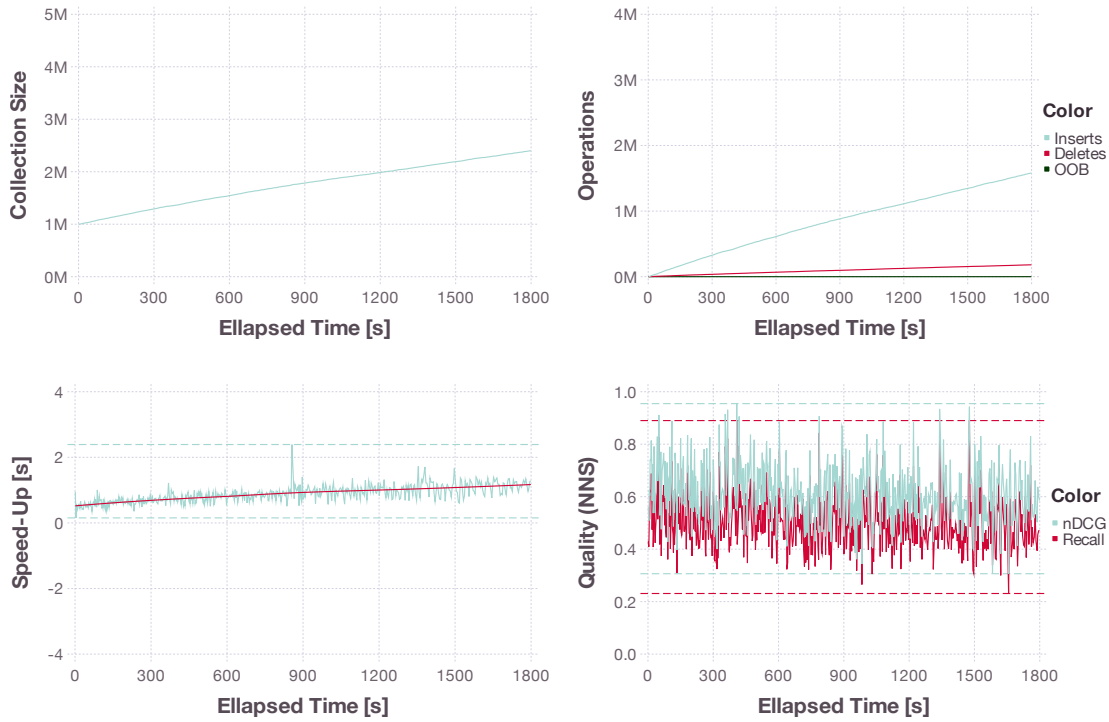 5M
4M
3M
2M
1M
0M
Collection Size
0 300 600 900 1200 1500 1800
Ellapsed Time [s]
4M
3M
2M
1M
0M
Operations
0 300 600 900 1200 1500 1800
Ellapsed Time [s]
Color
Inserts
Deletes
OOB
4
2
0
-2
-4
Speed-Up [s]
0 300 600 900 1200 1500 1800
Ellapsed Time [s]
1.0
0.8
0.6
0.4
0.2
0.0
Quality (NNS)
0 300 600 900 1200 1500 1800
Ellapsed Time [s]
Color
nDCG
Recall